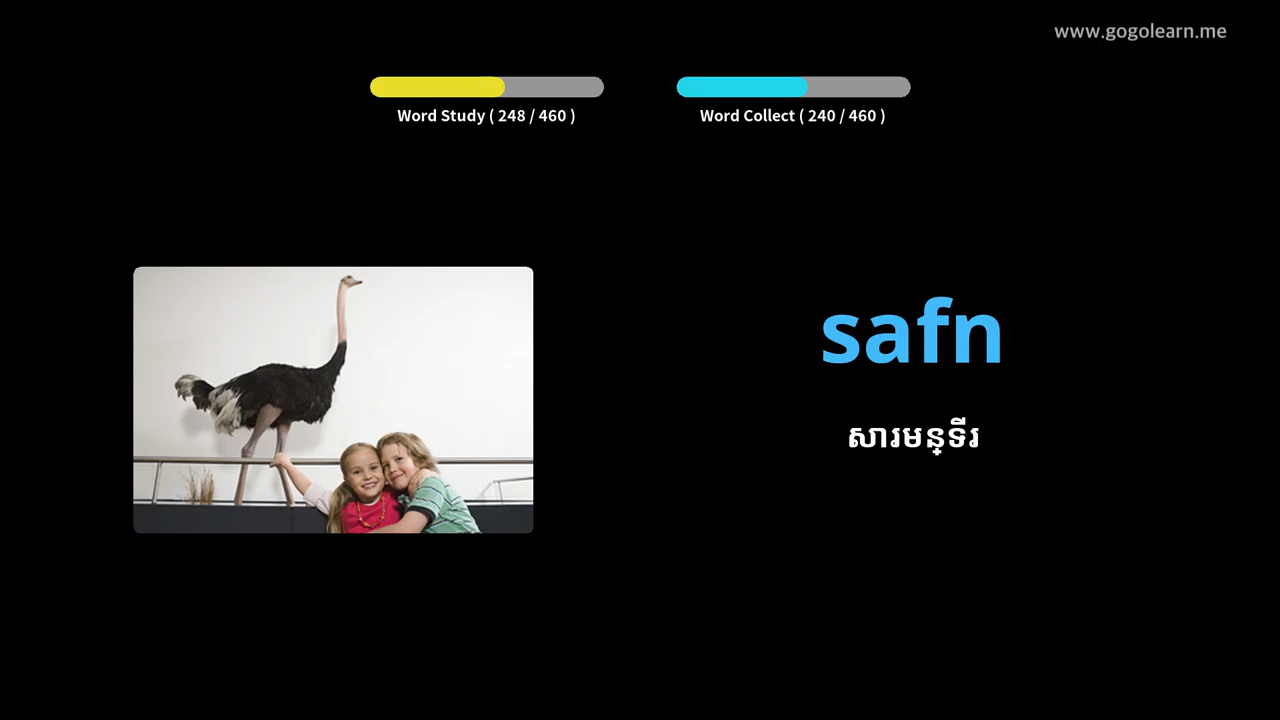 www.gogolearn.me
Word Study ( 248 / 460 )
Word Collect ( 240 / 460 )
safn
សារមន្ទីរ